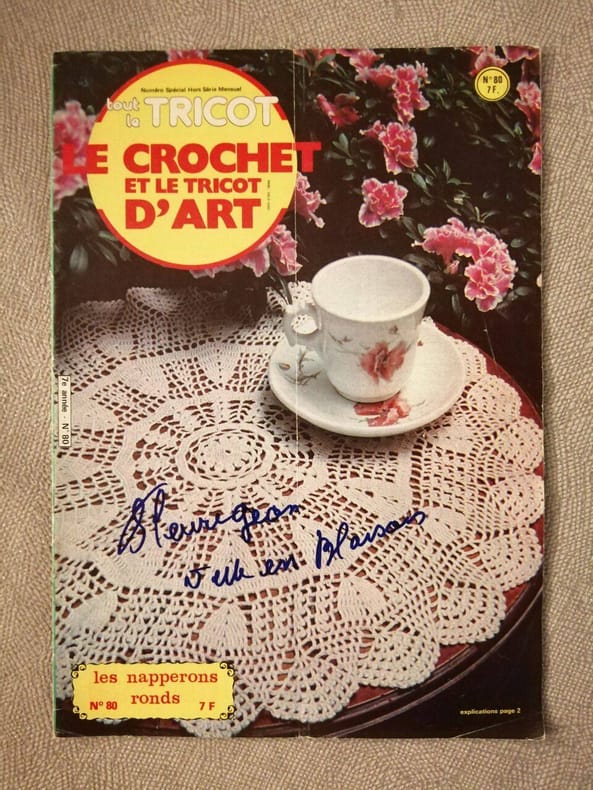 Numéro Spécial Hors Série Mensuel
tout
le TRICOT
LE CROCHET
ET LE TRICOT
D'ART
N° 80
7 F.
7e année - N° 80
en
les napperons
ronds
N° 80
7 F
explications page 2